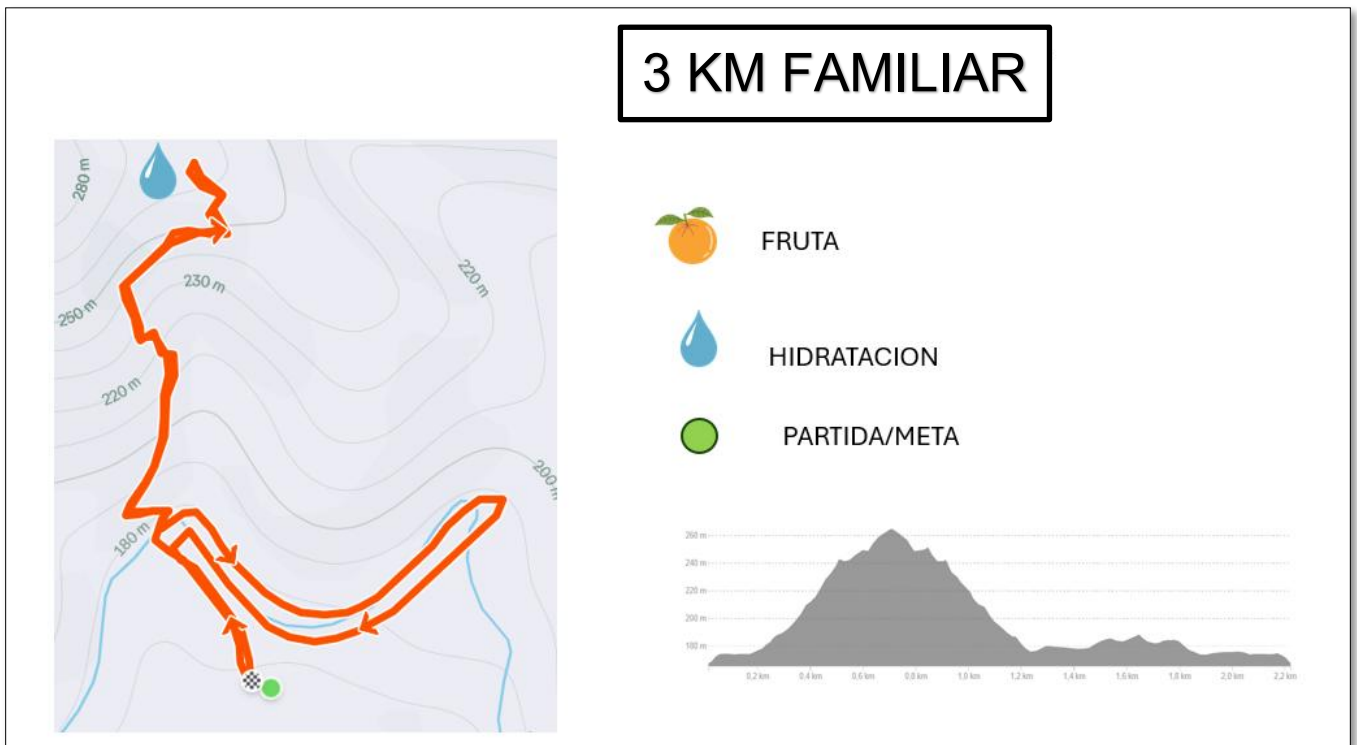 3 KM FAMILIAR
280 m
220 m
230 m
250 m
220 m
200 m
180 m
FRUTA
HIDRATACION
PARTIDA/META
260 m
240 m
220 m
200 m
180 m
0,2 km 0,4 km 0,6 km 0,8 km 1,0 km 1,2 km 1,4 km 1,6 km 1,8 km 2,0 km 2,2 km